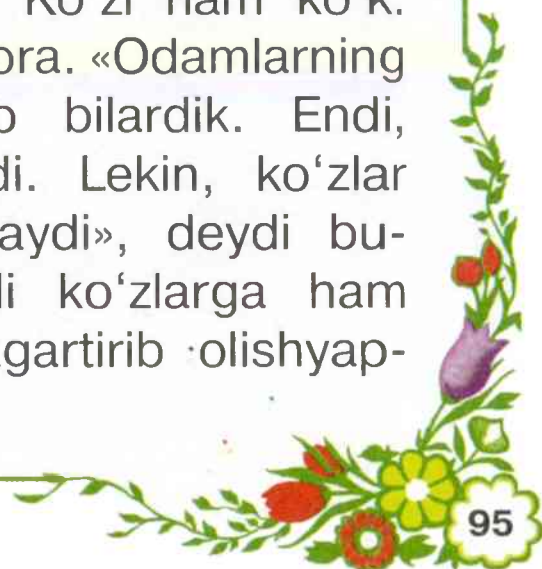 Ko‘zi ham ko‘k.
ora. «Odamlarning
bilardik. Endi,
di. Lekin, ko‘zlar
aydi», deydi bu-
li ko‘zlarga ham
agartirib olishyap-
95